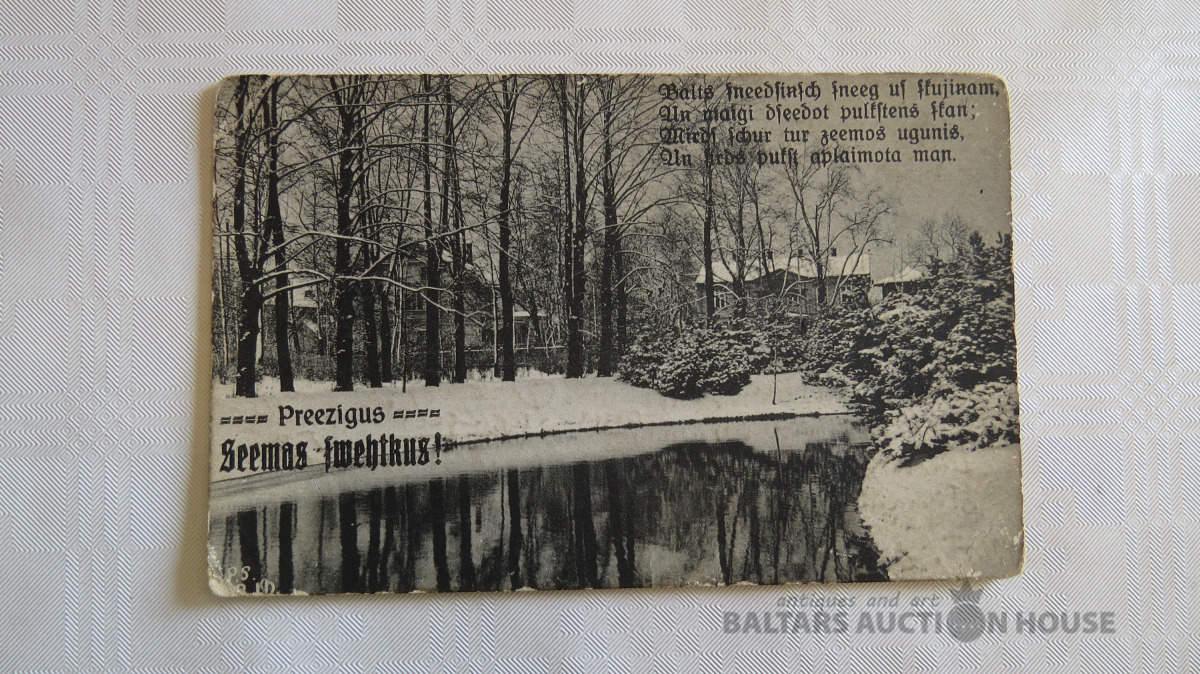 Balts ſneedſinſch ſneeg uſ ſkujinam,
Un maigi dſeedot pulkſtens ſkan;
Mirdſ ſchur tur zeemos ugunis,
Un ſirds pukſt aplaimota man.
Preezigus
Seemas ſwehtkus!
antiques and art
BALTARS AUCTION HOUSE